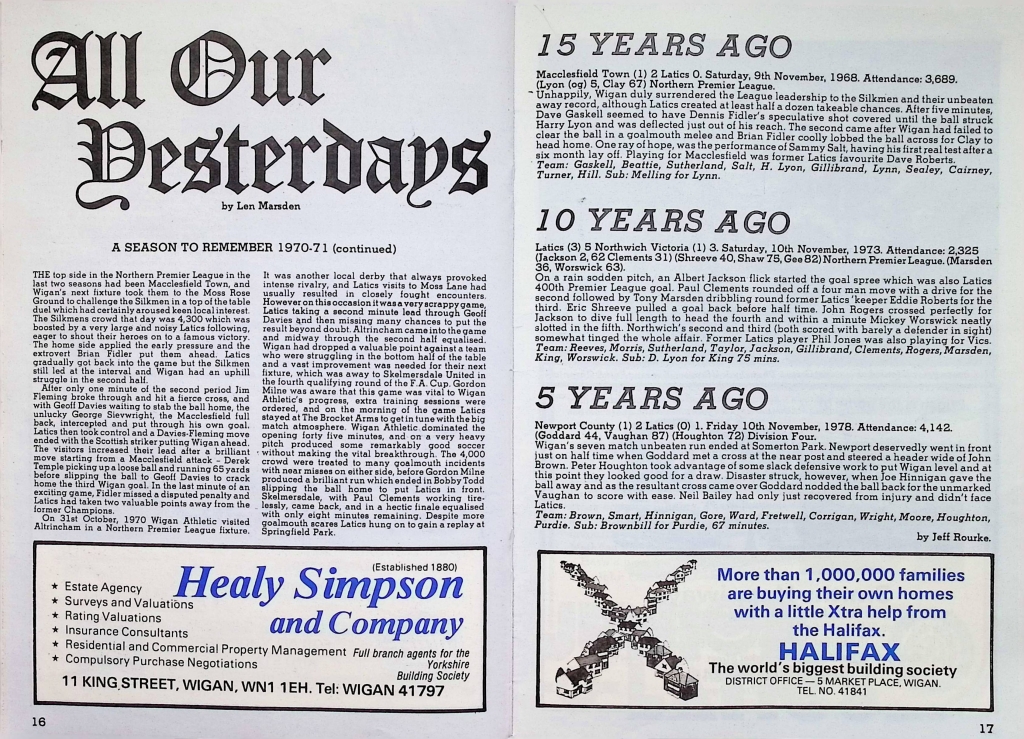 All Our
Yesterdays
by Len Marsden
A SEASON TO REMEMBER 1970-71 (continued)
THE top side in the Northern Premier League in the
last two seasons had been Macclesfield Town, and
Wigan's next fixture took them to the Moss Rose
Ground to challenge the Silkmen in a top of the table
duel which had certainly aroused keen local interest.
The Silkmens crowd that day was 4,300 which was
boosted by a very large and noisy Latics following,
eager to shout their heroes on to a famous victory.
The home side applied the early pressure and the
extrovert Brian Fidler put them ahead. Latics
gradually got back into the game but the Silkmen
still led at the interval and Wigan had an uphill
struggle in the second half.
After only one minute of the second period Jim
Fleming broke through and hit a fierce cross, and
with Geoff Davies waiting to stab the ball home, the
unlucky George Sievwright, the Macclesfield full
back, intercepted and put through his own goal.
Latics then took control and a Davies-Fleming move
ended with the Scottish striker putting Wigan ahead.
The visitors increased their lead after a brilliant
move starting from a Macclesfield attack – Derek
Temple picking up a loose ball and running 65 yards
before slipping the ball to Geoff Davies to crack
home the third Wigan goal. In the last minute of an
exciting game, Fidler missed a disputed penalty and
Latics had taken two valuable points away from the
former Champions.
On 31st October, 1970 Wigan Athletic visited
Altrincham in a Northern Premier League fixture.
It was another local derby that always provoked
intense rivalry, and Latics visits to Moss Lane had
usually resulted in closely fought encounters.
However on this occasion it was a very scrappy game,
Latics taking a second minute lead through Geoff
Davies and then missing many chances to put the
result beyond doubt. Altrincham came into the game
and midway through the second half equalised.
Wigan had dropped a valuable point against a team
who were struggling in the bottom half of the table
and a vast improvement was needed for their next
fixture, which was away to Skelmersdale United in
the fourth qualifying round of the F.A. Cup. Gordon
Milne was aware that this game was vital to Wigan
Athletic's progress, extra training sessions were
ordered, and on the morning of the game Latics
stayed at The Brocket Arms to get in tune with the big
match atmosphere. Wigan Athletic dominated the
opening forty five minutes, and on a very heavy
pitch produced some remarkably good soccer
without making the vital breakthrough. The 4,000
crowd were treated to many goalmouth incidents
with near misses on either side, before Gordon Milne
produced a brilliant run which ended in Bobby Todd
slipping the ball home to put Latics in front.
Skelmersdale, with Paul Clements working tire-
lessly, came back, and in a hectic finale equalised
with only eight minutes remaining. Despite more
goalmouth scares Latics hung on to gain a replay at
Springfield Park.
(Established 1880)
Healy Simpson
and Company
★ Estate Agency
★ Surveys and Valuations
★ Rating Valuations
★ Insurance Consultants
★ Residential and Commercial Property Management
★ Compulsory Purchase Negotiations
Full branch agents for the
Yorkshire
Building Society
11 KING STREET, WIGAN, WN1 1EH. Tel: WIGAN 41797
16
15 YEARS AGO
Macclesfield Town (1) 2 Latics 0. Saturday, 9th November, 1968. Attendance: 3,689.
(Lyon (og) 5, Clay 67) Northern Premier League.
Unhappily, Wigan duly surrendered the League leadership to the Silkmen and their unbeaten
away record, although Latics created at least half a dozen takeable chances. After five minutes,
Dave Gaskell seemed to have Dennis Fidler's speculative shot covered until the ball struck
Harry Lyon and was deflected just out of his reach. The second came after Wigan had failed to
clear the ball in a goalmouth melee and Brian Fidler coolly lobbed the ball across for Clay to
head home. One ray of hope, was the performance of Sammy Salt, having his first real test after a
six month lay off. Playing for Macclesfield was former Latics favourite Dave Roberts.
Team: Gaskell, Beattie, Sutherland, Salt, H. Lyon, Gillibrand, Lynn, Sealey, Cairney,
Turner, Hill. Sub: Melling for Lynn.
10 YEARS AGO
Latics (3) 5 Northwich Victoria (1) 3. Saturday, 10th November, 1973. Attendance: 2,325
(Jackson 2, 62 Clements 31) (Shreeve 40, Shaw 75, Gee 82) Northern Premier League. (Marsden
36, Worswick 63).
On a rain sodden pitch, an Albert Jackson flick started the goal spree which was also Latics
400th Premier League goal. Paul Clements rounded off a four man move with a drive for the
second followed by Tony Marsden dribbling round former Latics 'keeper Eddie Roberts for the
third. Eric Shreeve pulled a goal back before half time. John Rogers crossed perfectly for
Jackson to dive full length to head the fourth and within a minute Mickey Worswick neatly
slotted in the fifth. Northwich's second and third (both scored with barely a defender in sight)
somewhat tinged the whole affair. Former Latics player Phil Jones was also playing for Vics.
Team: Reeves, Morris, Sutherland, Taylor, Jackson, Gillibrand, Clements, Rogers, Marsden,
King, Worswick. Sub: D. Lyon for King 75 mins.
5 YEARS AGO
Newport County (1) 2 Latics (0) 1. Friday 10th November, 1978. Attendance: 4,142.
(Goddard 44, Vaughan 87) (Houghton 72) Division Four.
Wigan's seven match unbeaten run ended at Somerton Park. Newport deservedly went in front
just on half time when Goddard met a cross at the near post and steered a header wide of John
Brown. Peter Houghton took advantage of some slack defensive work to put Wigan level and at
this point they looked good for a draw. Disaster struck, however, when Joe Hinnigan gave the
ball away and as the resultant cross came over Goddard nodded the ball back for the unmarked
Vaughan to score with ease. Neil Bailey had only just recovered from injury and didn't face
Latics.
Team: Brown, Smart, Hinnigan, Gore, Ward, Fretwell, Corrigan, Wright, Moore, Houghton,
Purdie. Sub: Brownbill for Purdie, 67 minutes.
by Jeff Rourke.
More than 1,000,000 families
are buying their own homes
with a little Xtra help from
the Halifax.
HALIFAX
The world's biggest building society
DISTRICT OFFICE — 5 MARKET PLACE, WIGAN.
TEL. NO. 41841
17